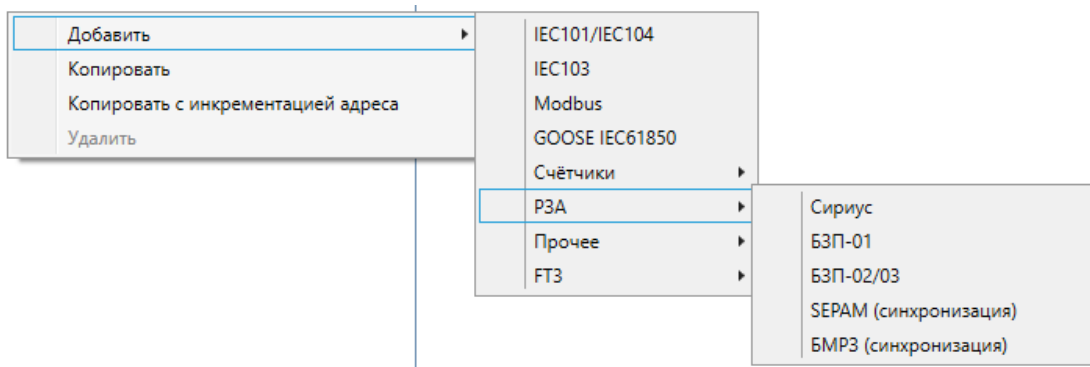 Добавить
Копировать
Копировать с инкрементацией адреса
Удалить
IEC101/IEC104
IEC103
Modbus
GOOSE IEC61850
Счётчики
РЗА
Прочее
FT3
Сириус
БЗП-01
БЗП-02/03
SEPAM (синхронизация)
БМРЗ (синхронизация)